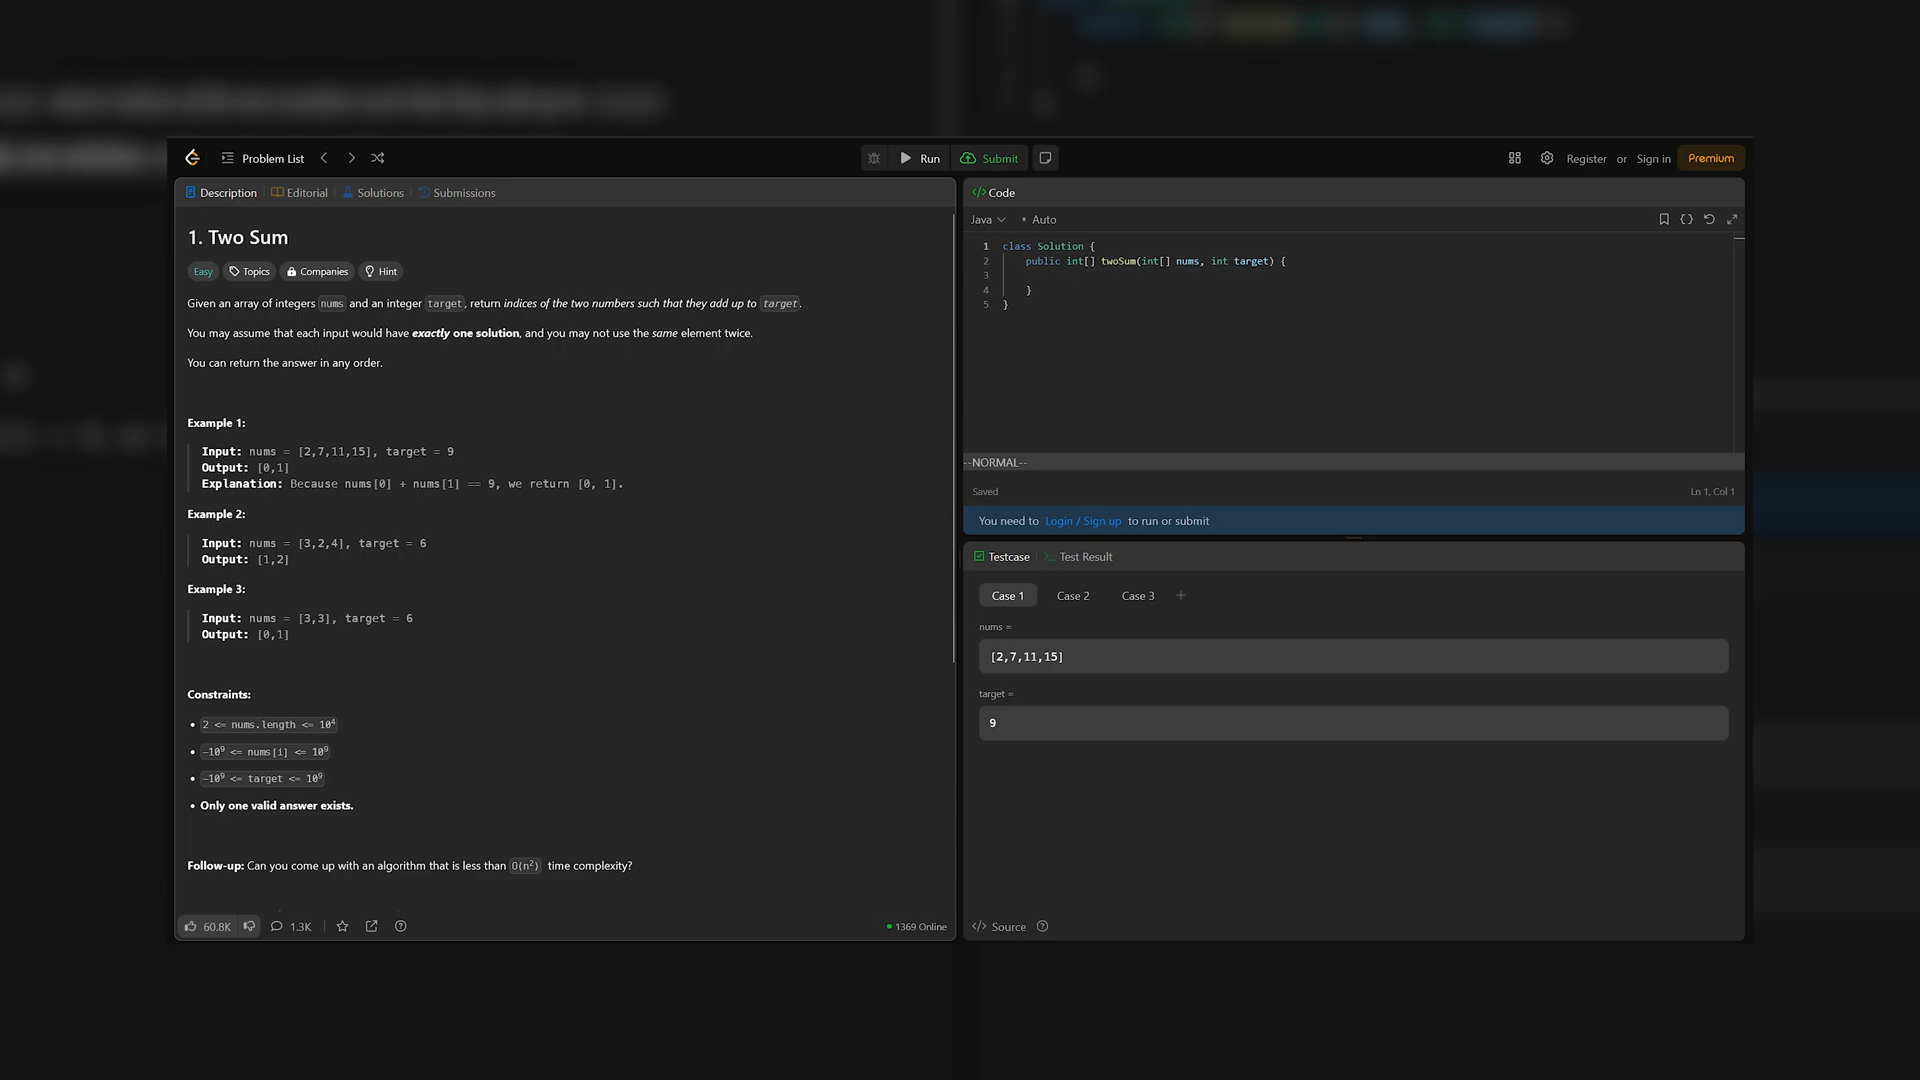 Problem List
Run
Submit
Register or Sign in
Premium
Description
Editorial
Solutions
Submissions
1. Two Sum
Easy
Topics
Companies
Hint
Given an array of integers nums and an integer target, return indices of the two numbers such that they add up to target.
You may assume that each input would have exactly one solution, and you may not use the same element twice.
You can return the answer in any order.
Example 1:
Input: nums = [2,7,11,15], target = 9
Output: [0,1]
Explanation: Because nums[0] + nums[1] == 9, we return [0, 1].
Example 2:
Input: nums = [3,2,4], target = 6
Output: [1,2]
Example 3:
Input: nums = [3,3], target = 6
Output: [0,1]
Constraints:
• 2 <= nums.length <= 10⁴
• -10⁹ <= nums[i] <= 10⁹
• -10⁹ <= target <= 10⁹
• Only one valid answer exists.
Follow-up: Can you come up with an algorithm that is less than O(n²) time complexity?
60.8K
1.3K
1369 Online
</> Code
Java
Auto
1 class Solution {
2     public int[] twoSum(int[] nums, int target) {
3
4     }
5 }
--NORMAL--
Saved
Ln 1, Col 1
You need to Login / Sign up to run or submit
Testcase
>_ Test Result
Case 1
Case 2
Case 3
+
nums =
[2,7,11,15]
target =
9
</> Source